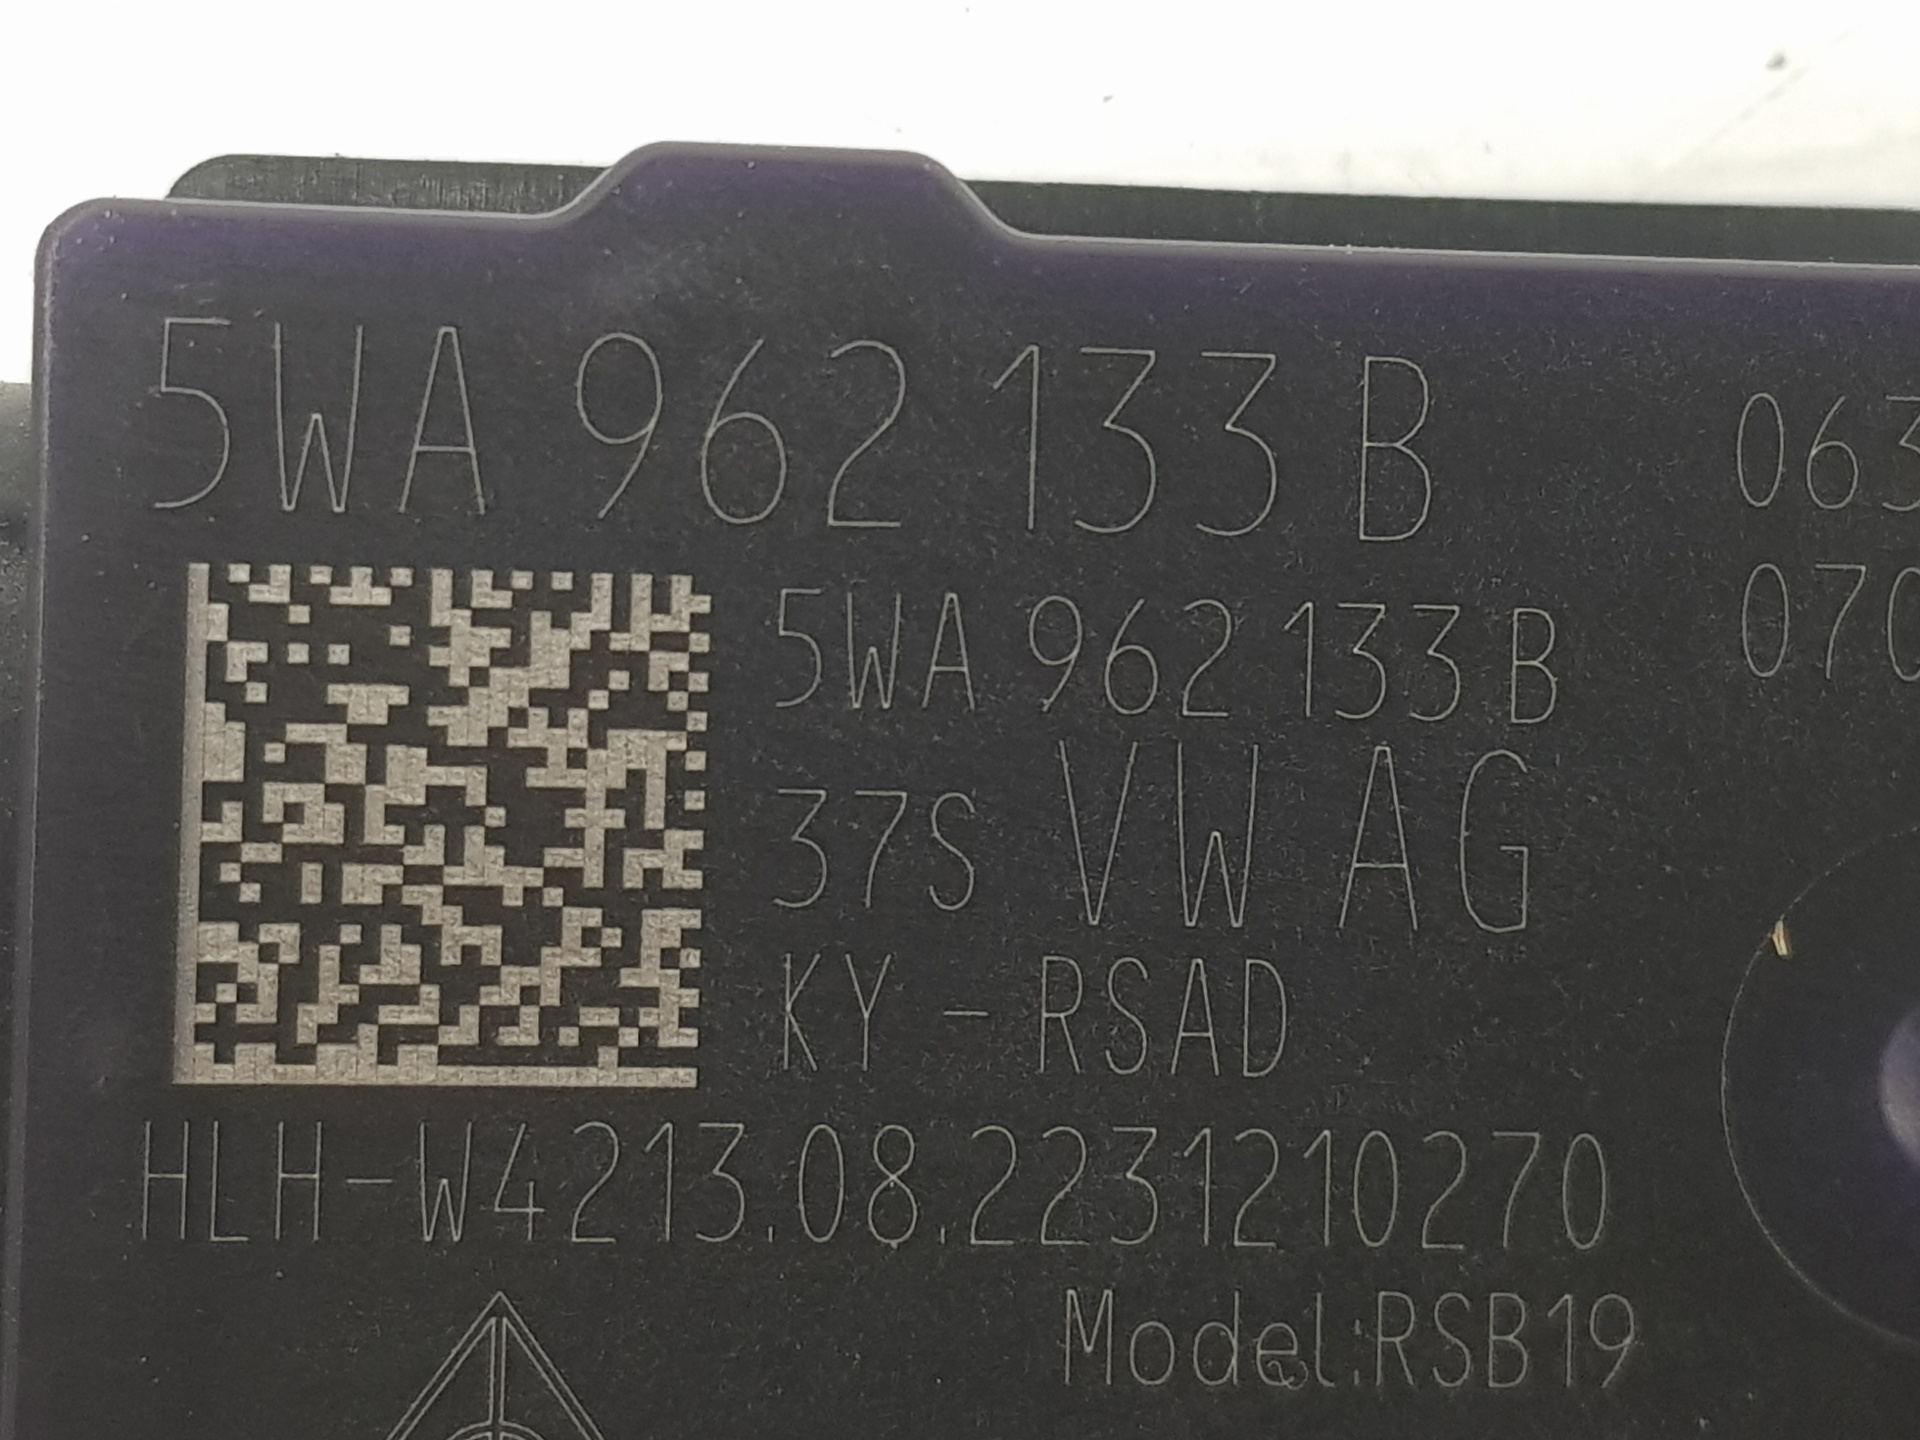 5WA 962 133 B
063
070
5WA 962 133 B
37S VW AG
KY - RSAD
HLH-W4213.08.2231210270
Model:RSB19